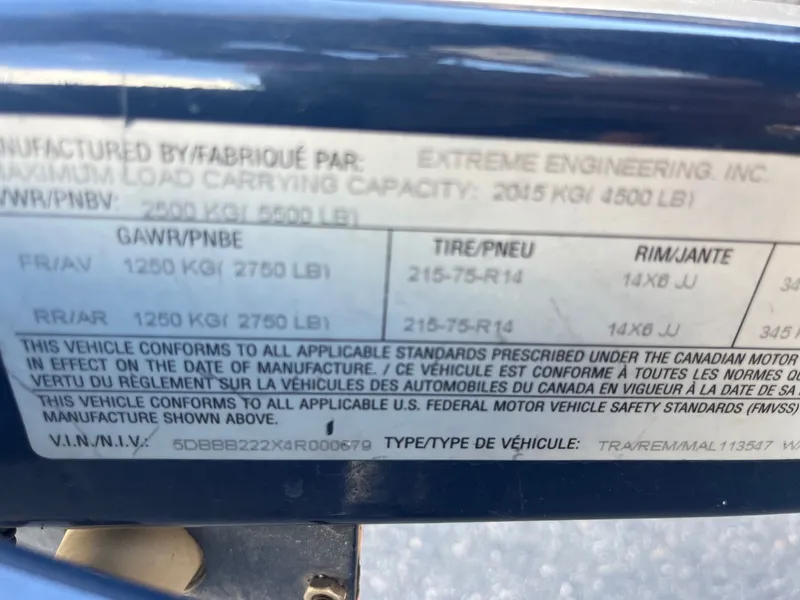 NUFACTURED BY/FABRIQUÉ PAR: EXTREME ENGINEERING, INC.
MAXIMUM LOAD CARRYING CAPACITY: 2045 KG( 4500 LB)
VWR/PNBV: 2500 KG( 5500 LB)
GAWR/PNBE TIRE/PNEU RIM/JANTE
FR/AV 1250 KG( 2750 LB) 215-75-R14 14X6 JJ 34
RR/AR 1250 KG( 2750 LB) 215-75-R14 14X6 JJ 345
THIS VEHICLE CONFORMS TO ALL APPLICABLE STANDARDS PRESCRIBED UNDER THE CANADIAN MOTOR
IN EFFECT ON THE DATE OF MANUFACTURE. / CE VÉHICULE EST CONFORME À TOUTES LES NORMES QU
VERTU DU RÈGLEMENT SUR LA VÉHICULES DES AUTOMOBILES DU CANADA EN VIGUEUR À LA DATE DE SA
THIS VEHICLE CONFORMS TO ALL APPLICABLE U.S. FEDERAL MOTOR VEHICLE SAFETY STANDARDS (FMVSS)
MANUFACTURE SHOWN ABOVE.
V.I.N./N.I.V.: 5DBBB222X4R000679 TYPE/TYPE DE VÉHICULE: TRA/REM/MAL113547